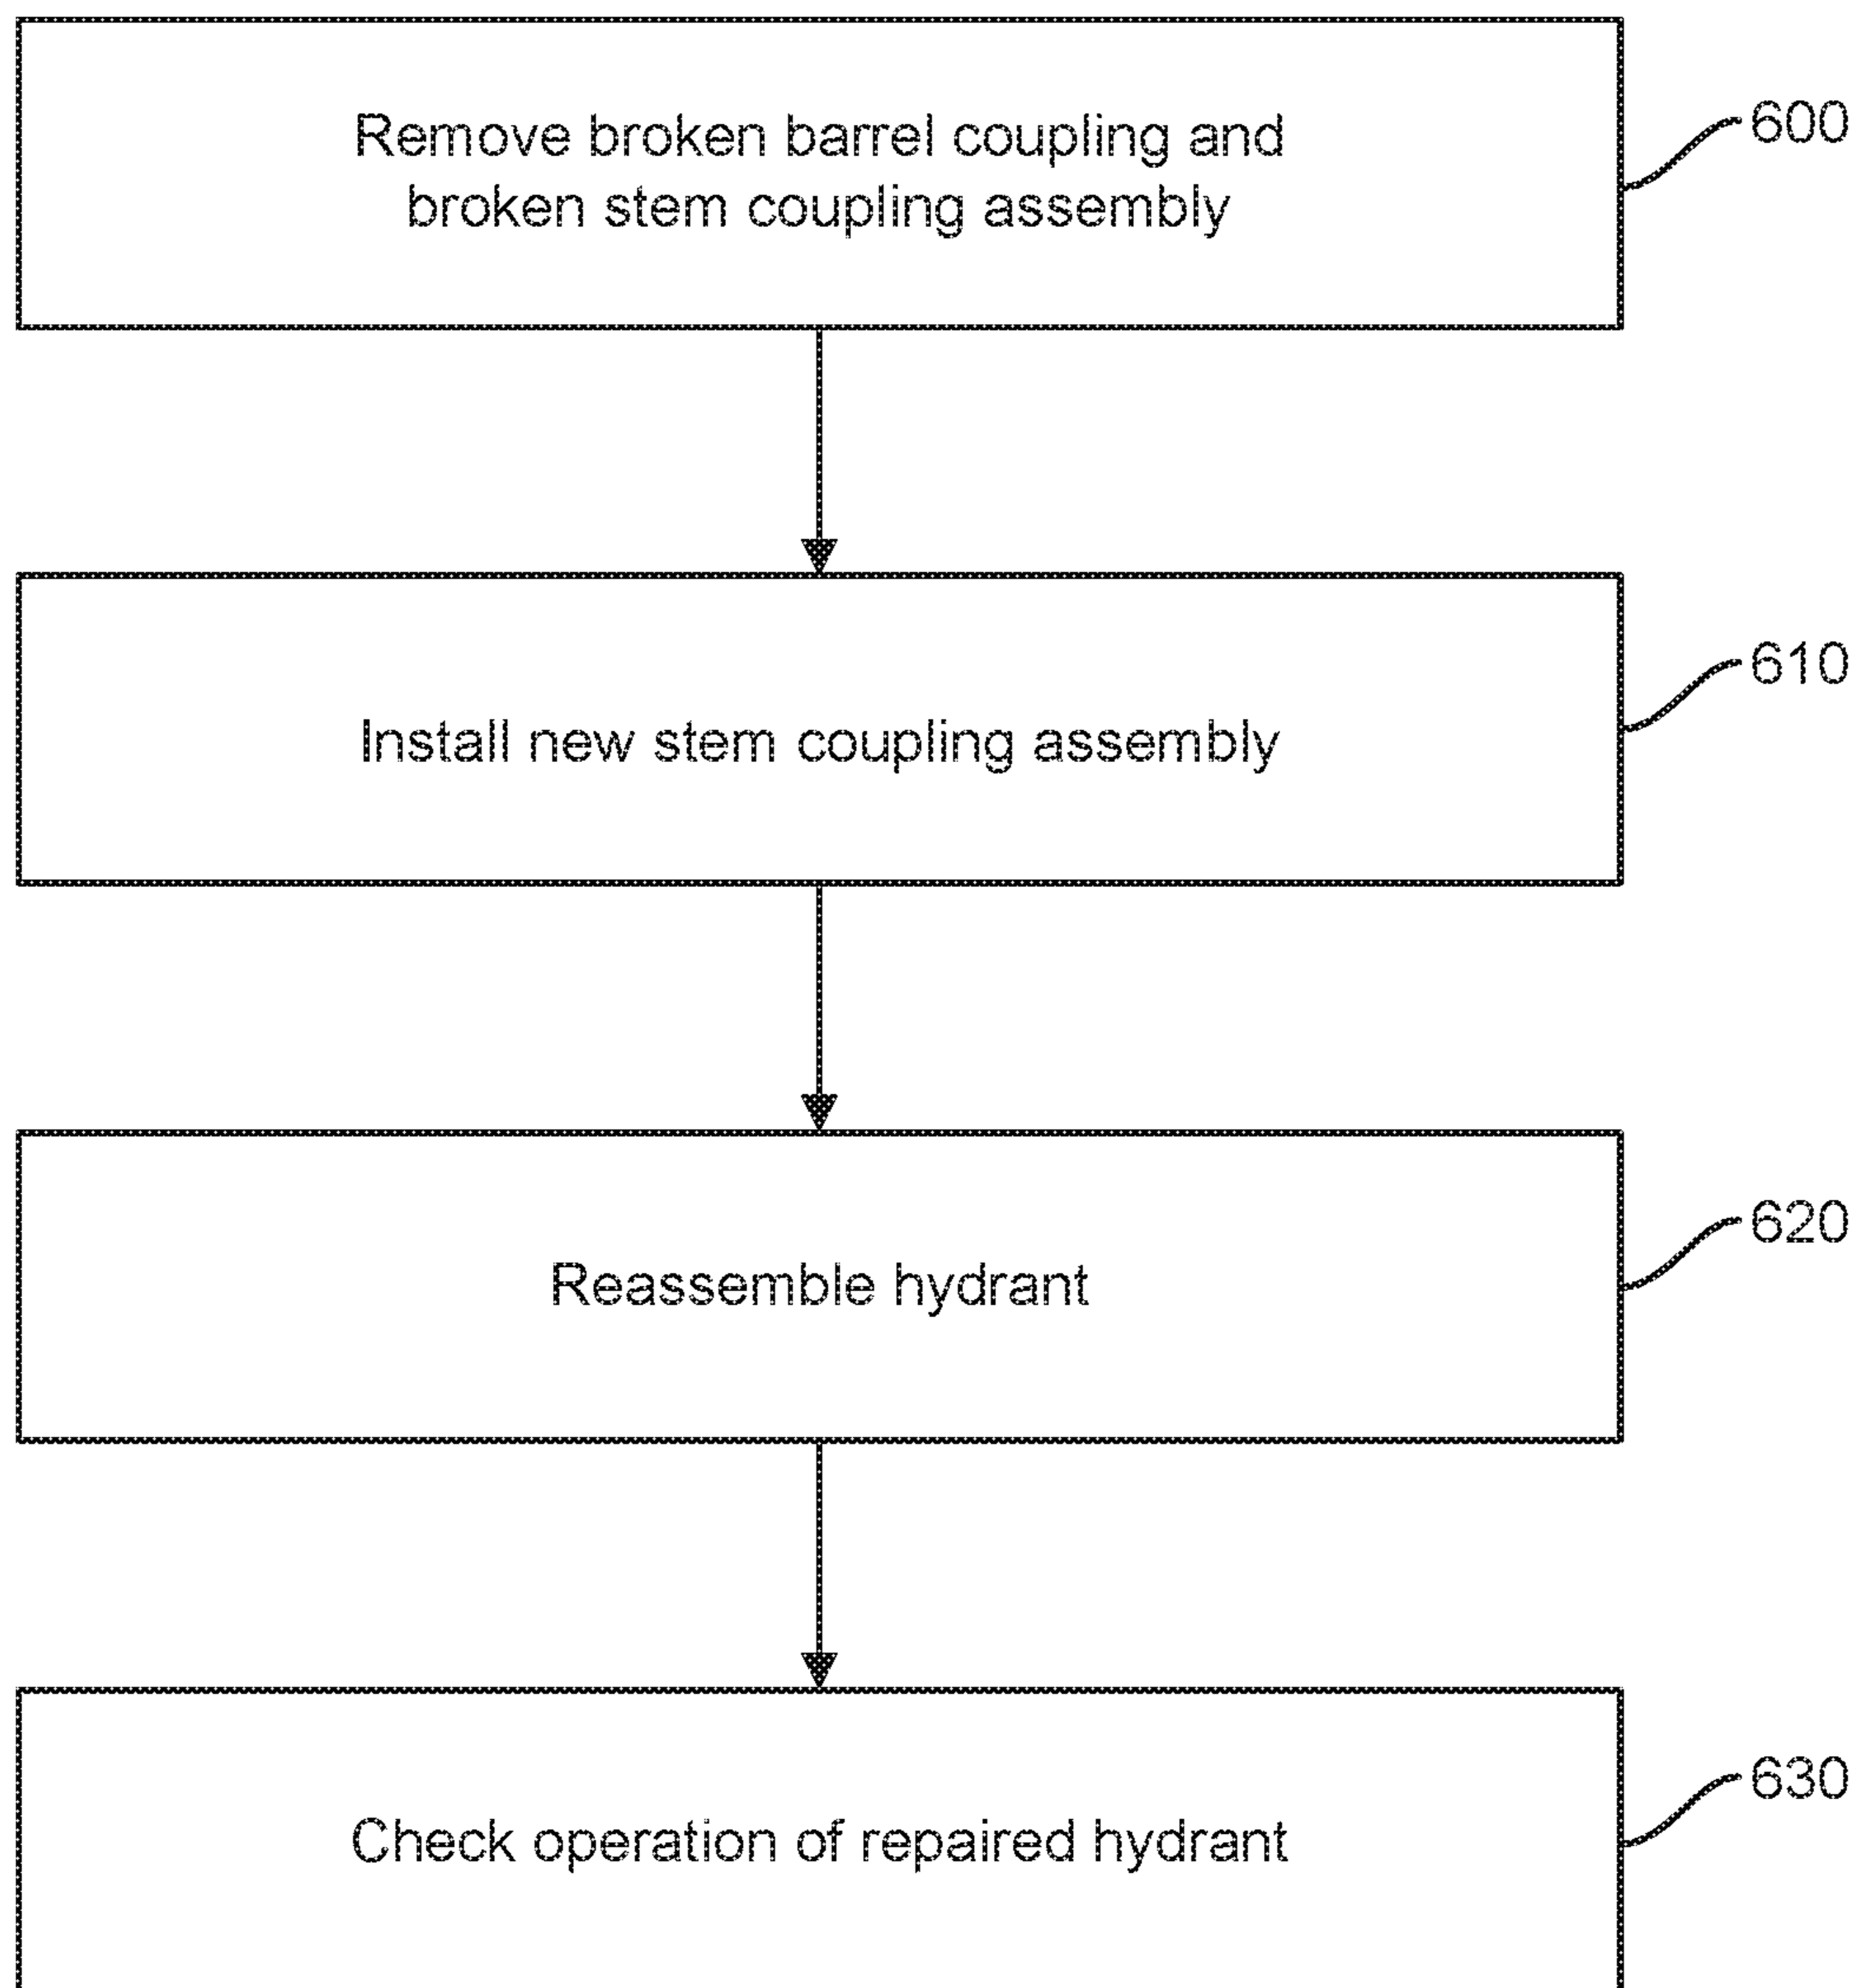 Remove broken barrel coupling and
broken stem coupling assembly
600
Install new stem coupling assembly
610
Reassemble hydrant
620
Check operation of repaired hydrant
630